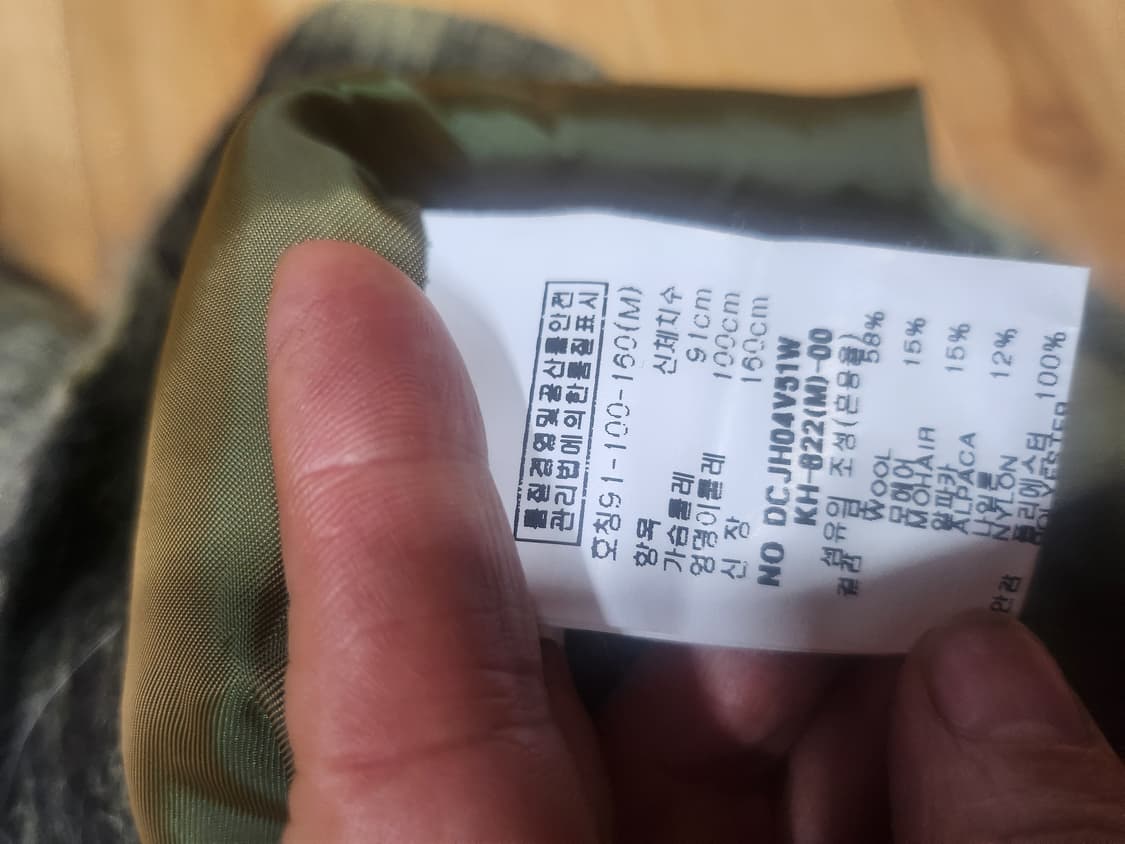 품질경영및공산품안전
관리법에의한품질표시
호칭91-100-160(M)
항목 신체치수
가슴둘레 91cm
엉덩이둘레 100cm
신 장 160cm
NO DCJH04V51W
KH-822(M)-00
섬유의 조성(혼용율)
겉감 모 58%
WOOL
모헤어 15%
MOHAIR
알파카 15%
ALPACA
나일론 12%
NYLON
안감 폴리에스터 100%
POLYESTER